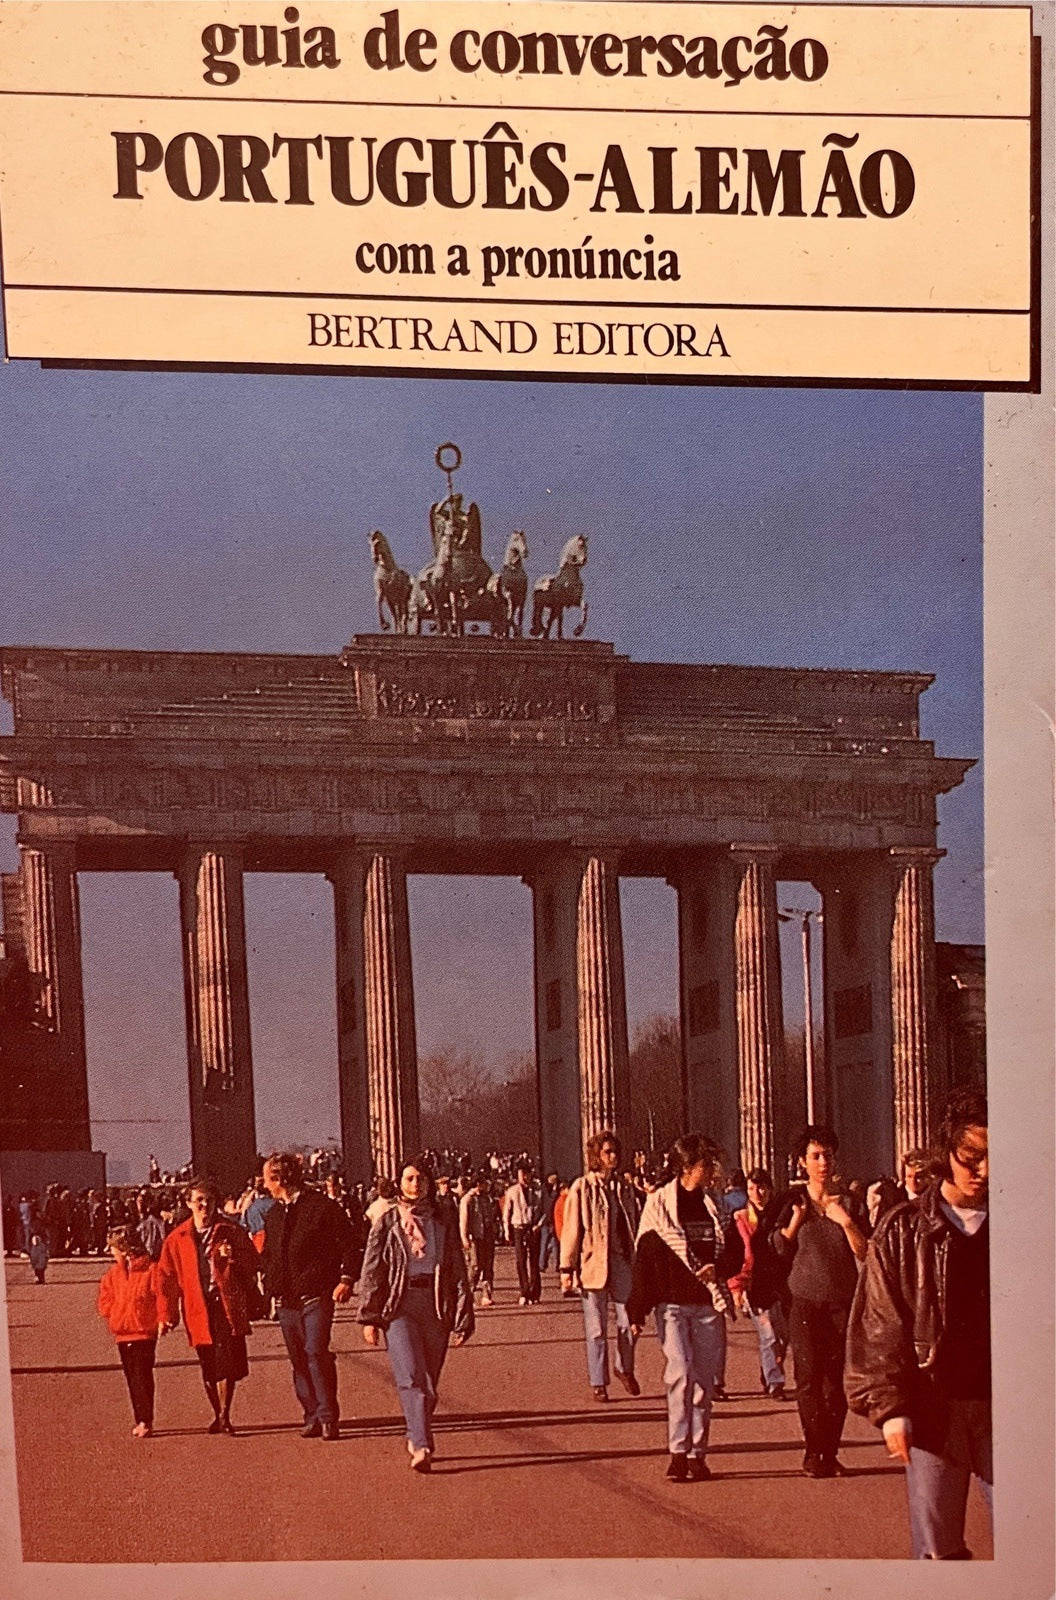 guia de conversação
PORTUGUÊS-ALEMÃO
com a pronúncia
BERTRAND EDITORA